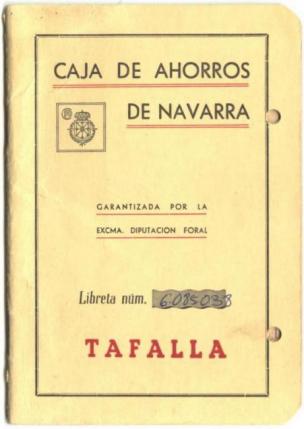 CAJA DE AHORROS
DE NAVARRA
GARANTIZADA POR LA
EXCMA. DIPUTACION FORAL
Libreta núm. 6.085038
TAFALLA